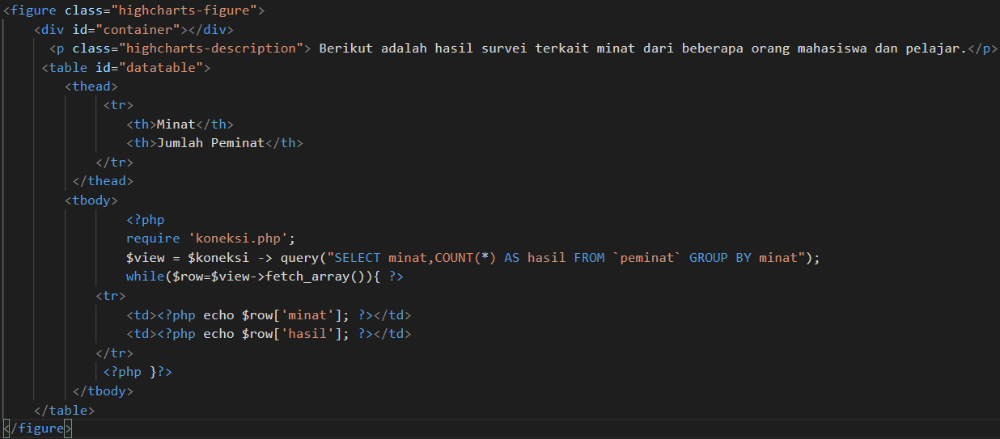 <figure class="highcharts-figure">
<div id="container"></div>
<p class="highcharts-description"> Berikut adalah hasil survei terkait minat dari beberapa orang mahasiswa dan pelajar.</p>
<table id="datatable">
<thead>
<tr>
<th>Minat</th>
<th>Jumlah Peminat</th>
</tr>
</thead>
<tbody>
<?php
require 'koneksi.php';
$view = $koneksi -> query("SELECT minat,COUNT(*) AS hasil FROM `peminat` GROUP BY minat");
while($row=$view->fetch_array()){ ?>
<tr>
<td><?php echo $row['minat']; ?></td>
<td><?php echo $row['hasil']; ?></td>
</tr>
<?php }?>
</tbody>
</table>
</figure>